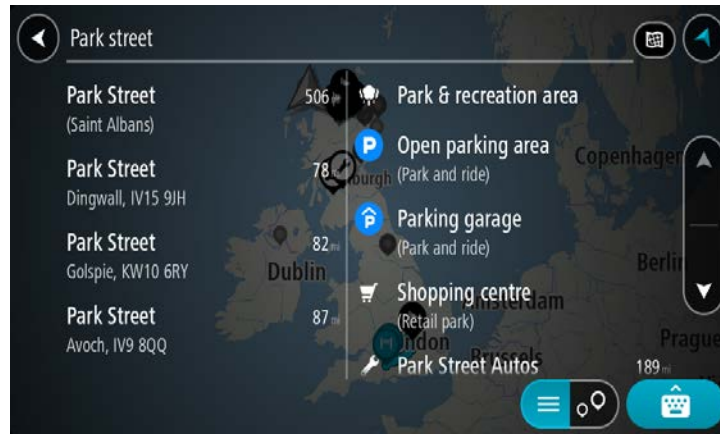 Park street
Park Street
506 mi
(Saint Albans)
Park Street
78 mi
Dingwall, IV15 9JH
Park Street
82 mi
Golspie, KW10 6RY
Park Street
87 mi
Avoch, IV9 8QQ
Park & recreation area
Open parking area
(Park and ride)
Parking garage
(Park and ride)
Shopping centre
(Retail park)
Park Street Autos
189 mi
Copenhagen
Dublin
Berlin
Brussels
Prague
P
P